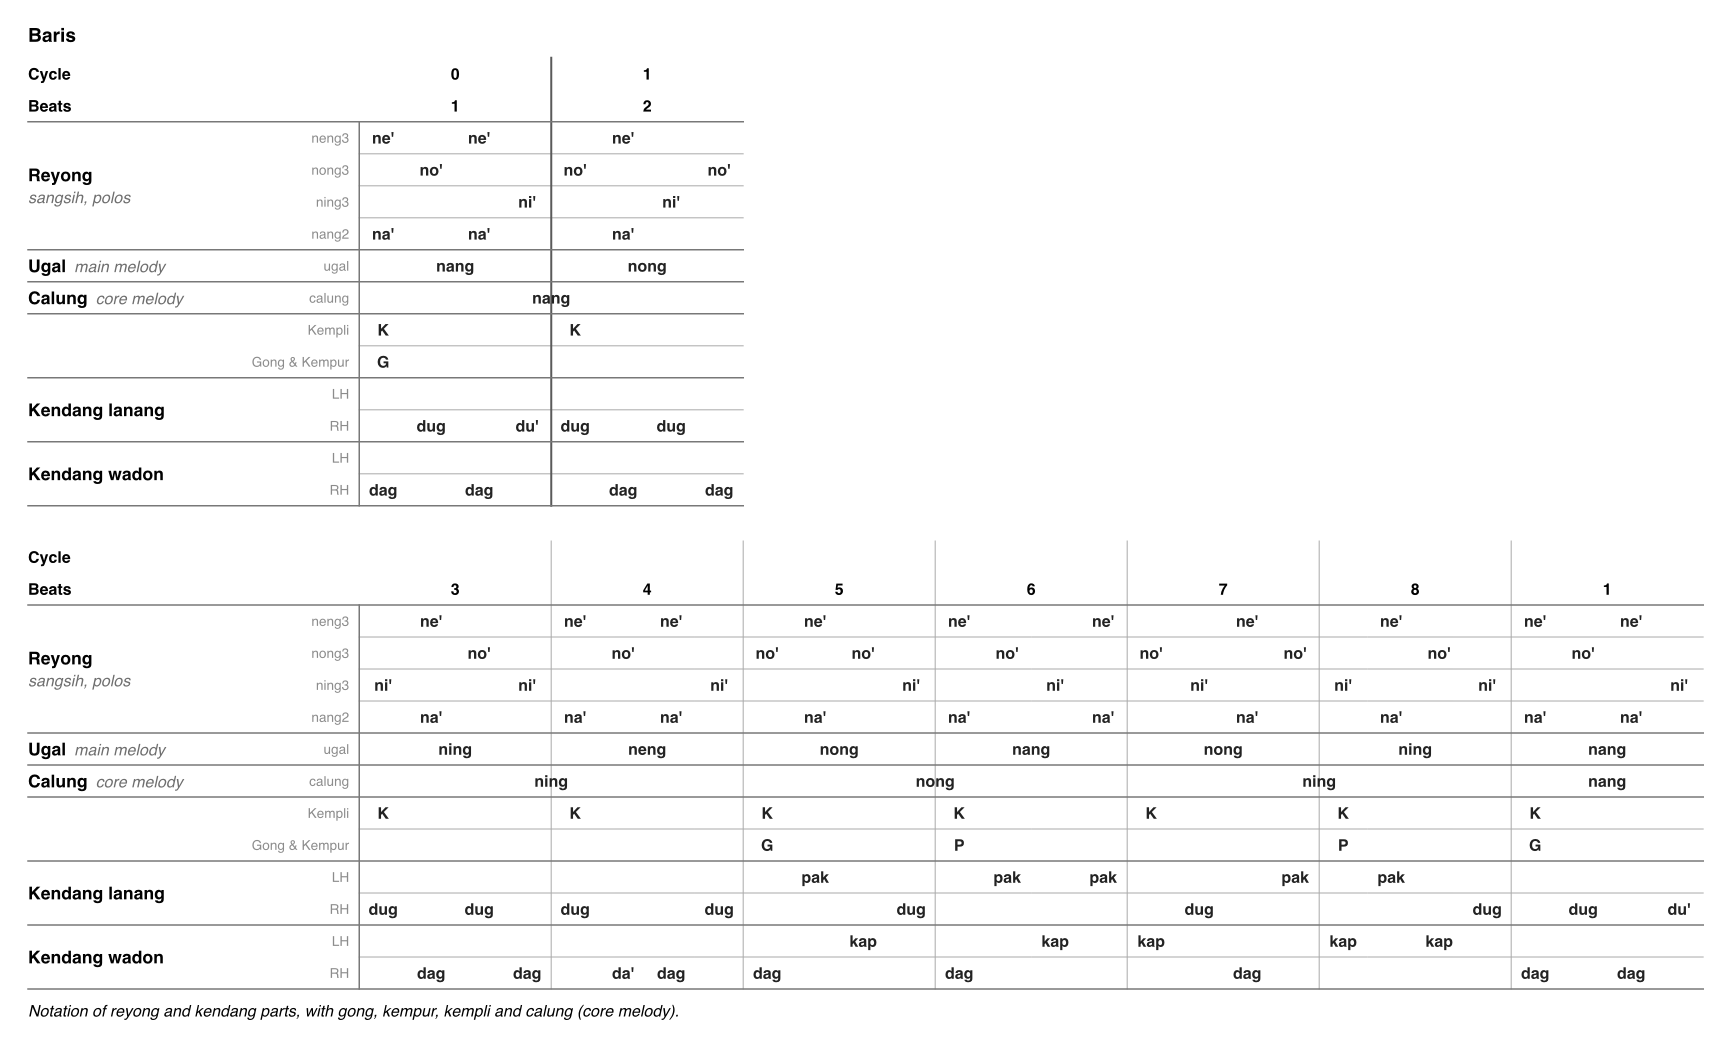 Baris
Cycle 0 1
Beats 1 2
neng3 ne' ne' ne'
Reyong nong3 no' no' no'
sangsih, polos ning3 ni' ni'
nang2 na' na' na'
Ugal main melody ugal nang nong
Calung core melody calung nang
Kempli K K
Gong & Kempur G
Kendang lanang
LH
RH dug du' dug dug
Kendang wadon
LH
RH dag dag dag dag
Cycle
Beats 3 4 5 6 7 8 1
neng3 ne' ne' ne' ne' ne' ne' ne' ne' ne' ne'
Reyong nong3 no' no' no' no' no' no' no' no' no'
sangsih, polos ning3 ni' ni' ni' ni' ni' ni' ni' ni' ni'
nang2 na' na' na' na' na' na' na' na' na' na'
Ugal main melody ugal ning neng nong nang nong ning nang
Calung core melody calung ning nong ning nang
Kempli K K K K K K K
Gong & Kempur G P P G
Kendang lanang
LH pak pak pak pak pak
RH dug dug dug dug dug dug dug dug du'
Kendang wadon
LH kap kap kap kap kap
RH dag dag da' dag dag dag dag dag dag
Notation of reyong and kendang parts, with gong, kempur, kempli and calung (core melody).